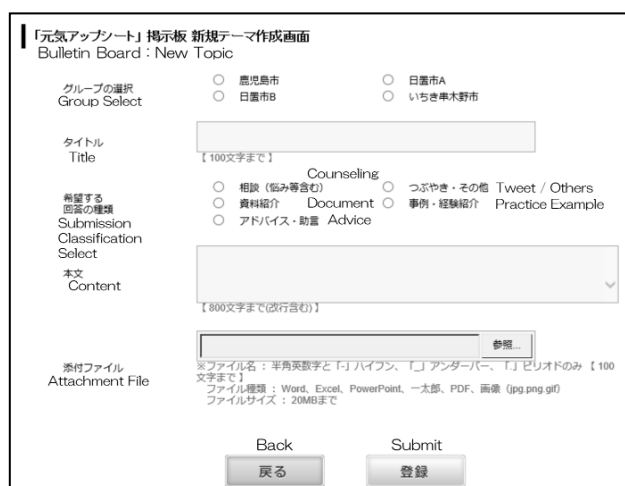 「元気アップシート」掲示板 新規テーマ作成画面
Bulletin Board : New Topic
グループの選択
Group Select
鹿児島市
日置市A
日置市B
いちき串木野市
タイトル
Title
【 100文字まで 】
希望する
回答の種類
Submission
Classification
Select
Counseling
相談（悩み等含む）
つぶやき・その他 Tweet / Others
資料紹介 Document
事例・経験紹介 Practice Example
アドバイス・助言 Advice
本文
Content
【 800文字まで(改行含む) 】
添付ファイル
Attachment File
参照...
※ファイル名 ： 半角英数字と「-」ハイフン、「_」アンダーバー、「.」ピリオドのみ 【 100
文字まで 】
ファイル種類 ： Word、Excel、PowerPoint、一太郎、PDF、画像（jpg.png.gif）
ファイルサイズ ： 20MBまで
Back
Submit
戻る
登録